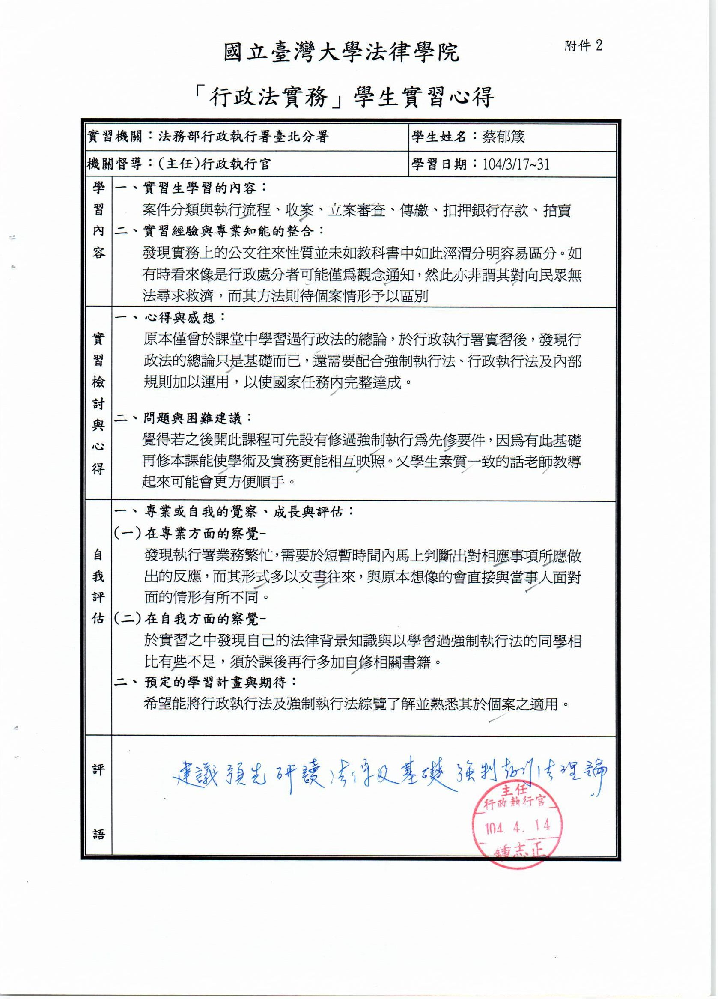 國立臺灣大學法律學院
附件 2
「行政法實務」學生實習心得
實習機關：法務部行政執行署臺北分署
學生姓名：蔡郁箴
機關督導：(主任)行政執行官
學習日期：104/3/17~31
學習內容
一、實習生學習的內容：
案件分類與執行流程、收案、立案審查、傳繳、扣押銀行存款、拍賣
二、實習經驗與專業知能的整合：
發現實務上的公文往來性質並未如教科書中如此涇渭分明容易區分。如
有時看來像是行政處分者可能僅為觀念通知，然此亦非謂其對向民眾無
法尋求救濟，而其方法則待個案情形予以區別
實習檢討與心得
一、心得與感想：
原本僅曾於課堂中學習過行政法的總論，於行政執行署實習後，發現行
政法的總論只是基礎而已，還需要配合強制執行法、行政執行法及內部
規則加以運用，以使國家任務內完整達成。
二、問題與困難建議：
覺得若之後開此課程可先設有修過強制執行為先修要件，因為有此基礎
再修本課能使學術及實務更能相互映照。又學生素質一致的話老師教導
起來可能會更方便順手。
自我評估
一、專業或自我的覺察、成長與評估：
(一)在專業方面的察覺-
發現執行署業務繁忙，需要於短暫時間內馬上判斷出對相應事項所應做
出的反應，而其形式多以文書往來，與原本想像的會直接與當事人面對
面的情形有所不同。
(二)在自我方面的察覺-
於實習之中發現自己的法律背景知識與以學習過強制執行法的同學相
比有些不足，須於課後再行多加自修相關書籍。
二、預定的學習計畫與期待：
希望能將行政執行法及強制執行法綜覽了解並熟悉其於個案之適用。
評語
建議預先研讀法律及基礎強制執行法理論
主任
行政執行官
104. 4. 14
鍾志正